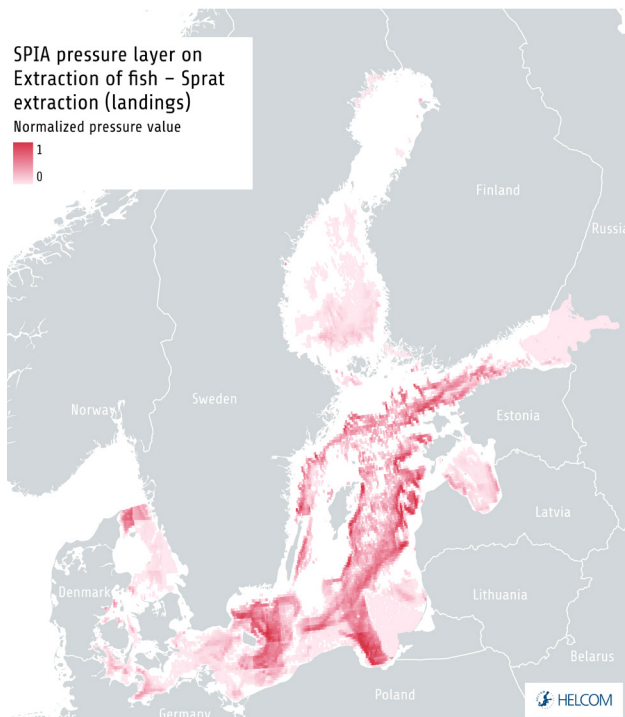 SPIA pressure layer on
Extraction of fish – Sprat
extraction (landings)
Normalized pressure value
1
0
Finland
Russia
Norway
Sweden
Estonia
Latvia
Denmark
Lithuania
Belarus
Poland
Germany
HELCOM